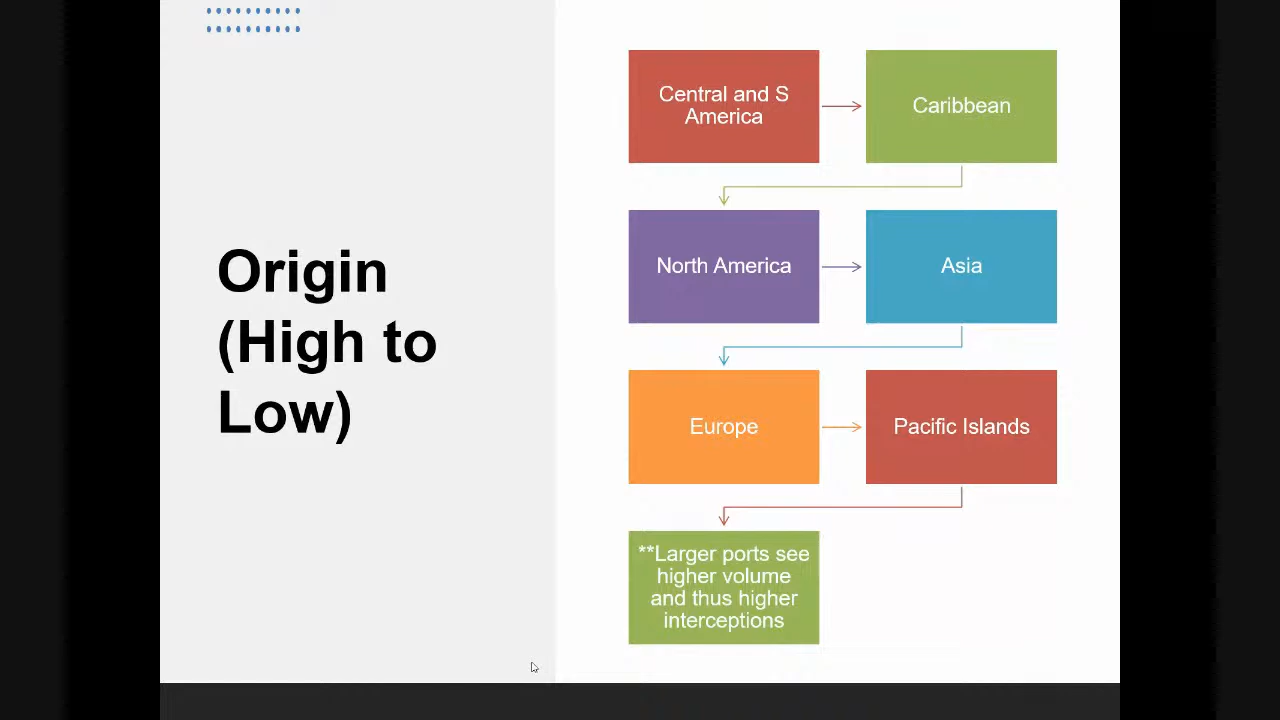 Origin
(High to
Low)
Central and S
America
Caribbean
North America
Asia
Europe
Pacific Islands
**Larger ports see
higher volume
and thus higher
interceptions